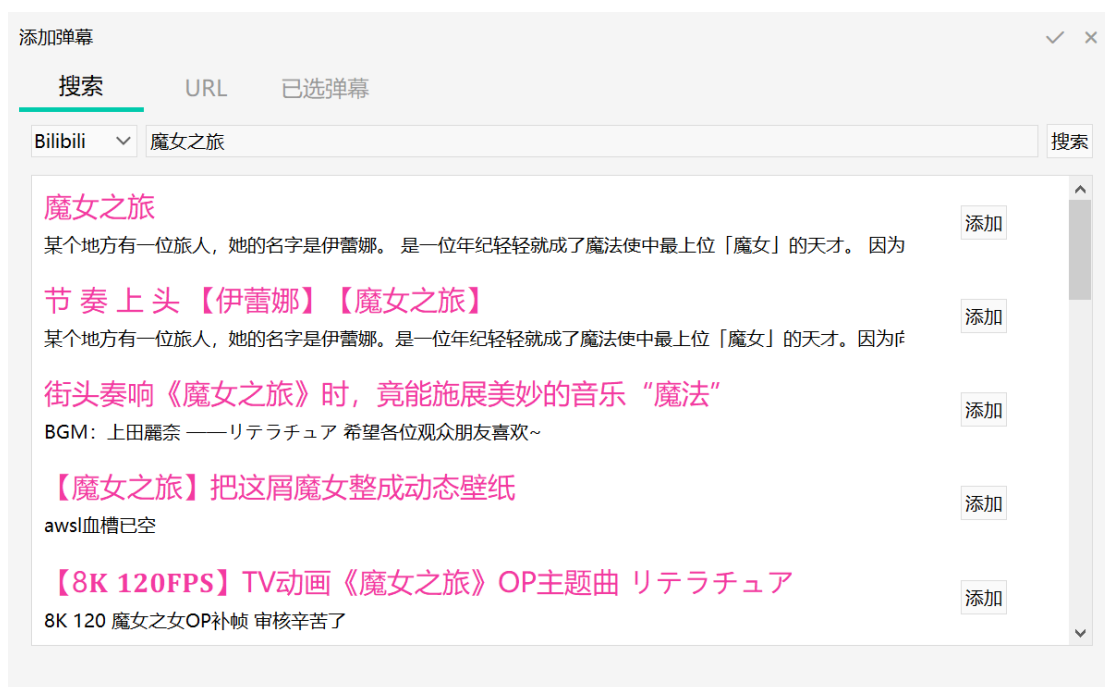 添加弹幕
搜索 URL 已选弹幕
Bilibili 魔女之旅 搜索
魔女之旅
某个地方有一位旅人，她的名字是伊蕾娜。 是一位年纪轻轻就成了魔法使中最上位「魔女」的天才。 因为
添加
节 奏 上 头 【伊蕾娜】【魔女之旅】
某个地方有一位旅人，她的名字是伊蕾娜。是一位年纪轻轻就成了魔法使中最上位「魔女」的天才。因为
添加
街头奏响《魔女之旅》时，竟能施展美妙的音乐“魔法”
BGM：上田麗奈 ——リテラチュア 希望各位观众朋友喜欢~
添加
【魔女之旅】把这屑魔女整成动态壁纸
awsl血槽已空
添加
【8K 120FPS】TV动画《魔女之旅》OP主题曲 リテラチュア
8K 120 魔女之女OP补帧 审核辛苦了
添加